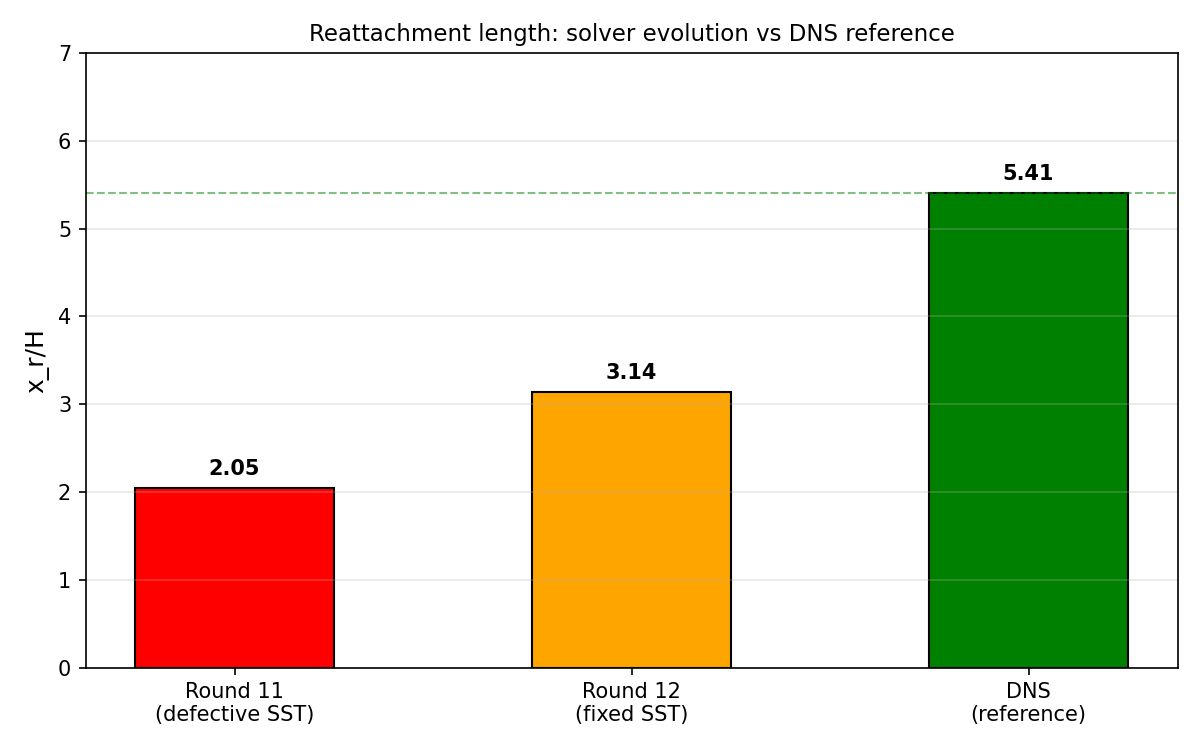 Reattachment length: solver evolution vs DNS reference
7
6
5
4
3
2
1
0
x_r/H
2.05
3.14
5.41
Round 11
(defective SST)
Round 12
(fixed SST)
DNS
(reference)